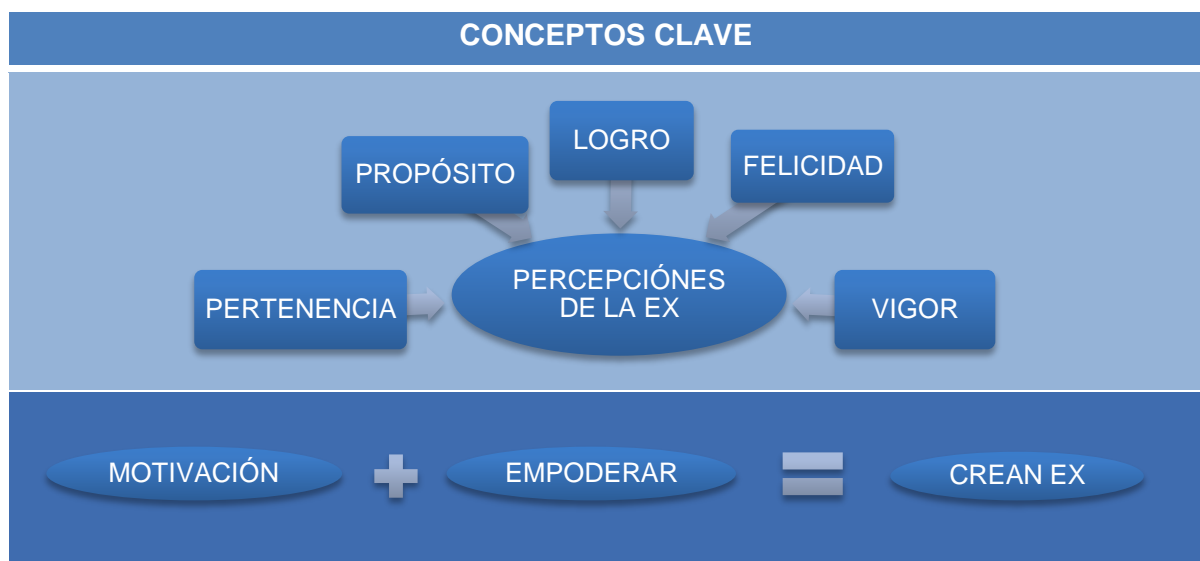 CONCEPTOS CLAVE
LOGRO
PROPÓSITO
FELICIDAD
PERCEPCIÓNES
DE LA EX
PERTENENCIA
VIGOR
MOTIVACIÓN
EMPODERAR
CREAN EX